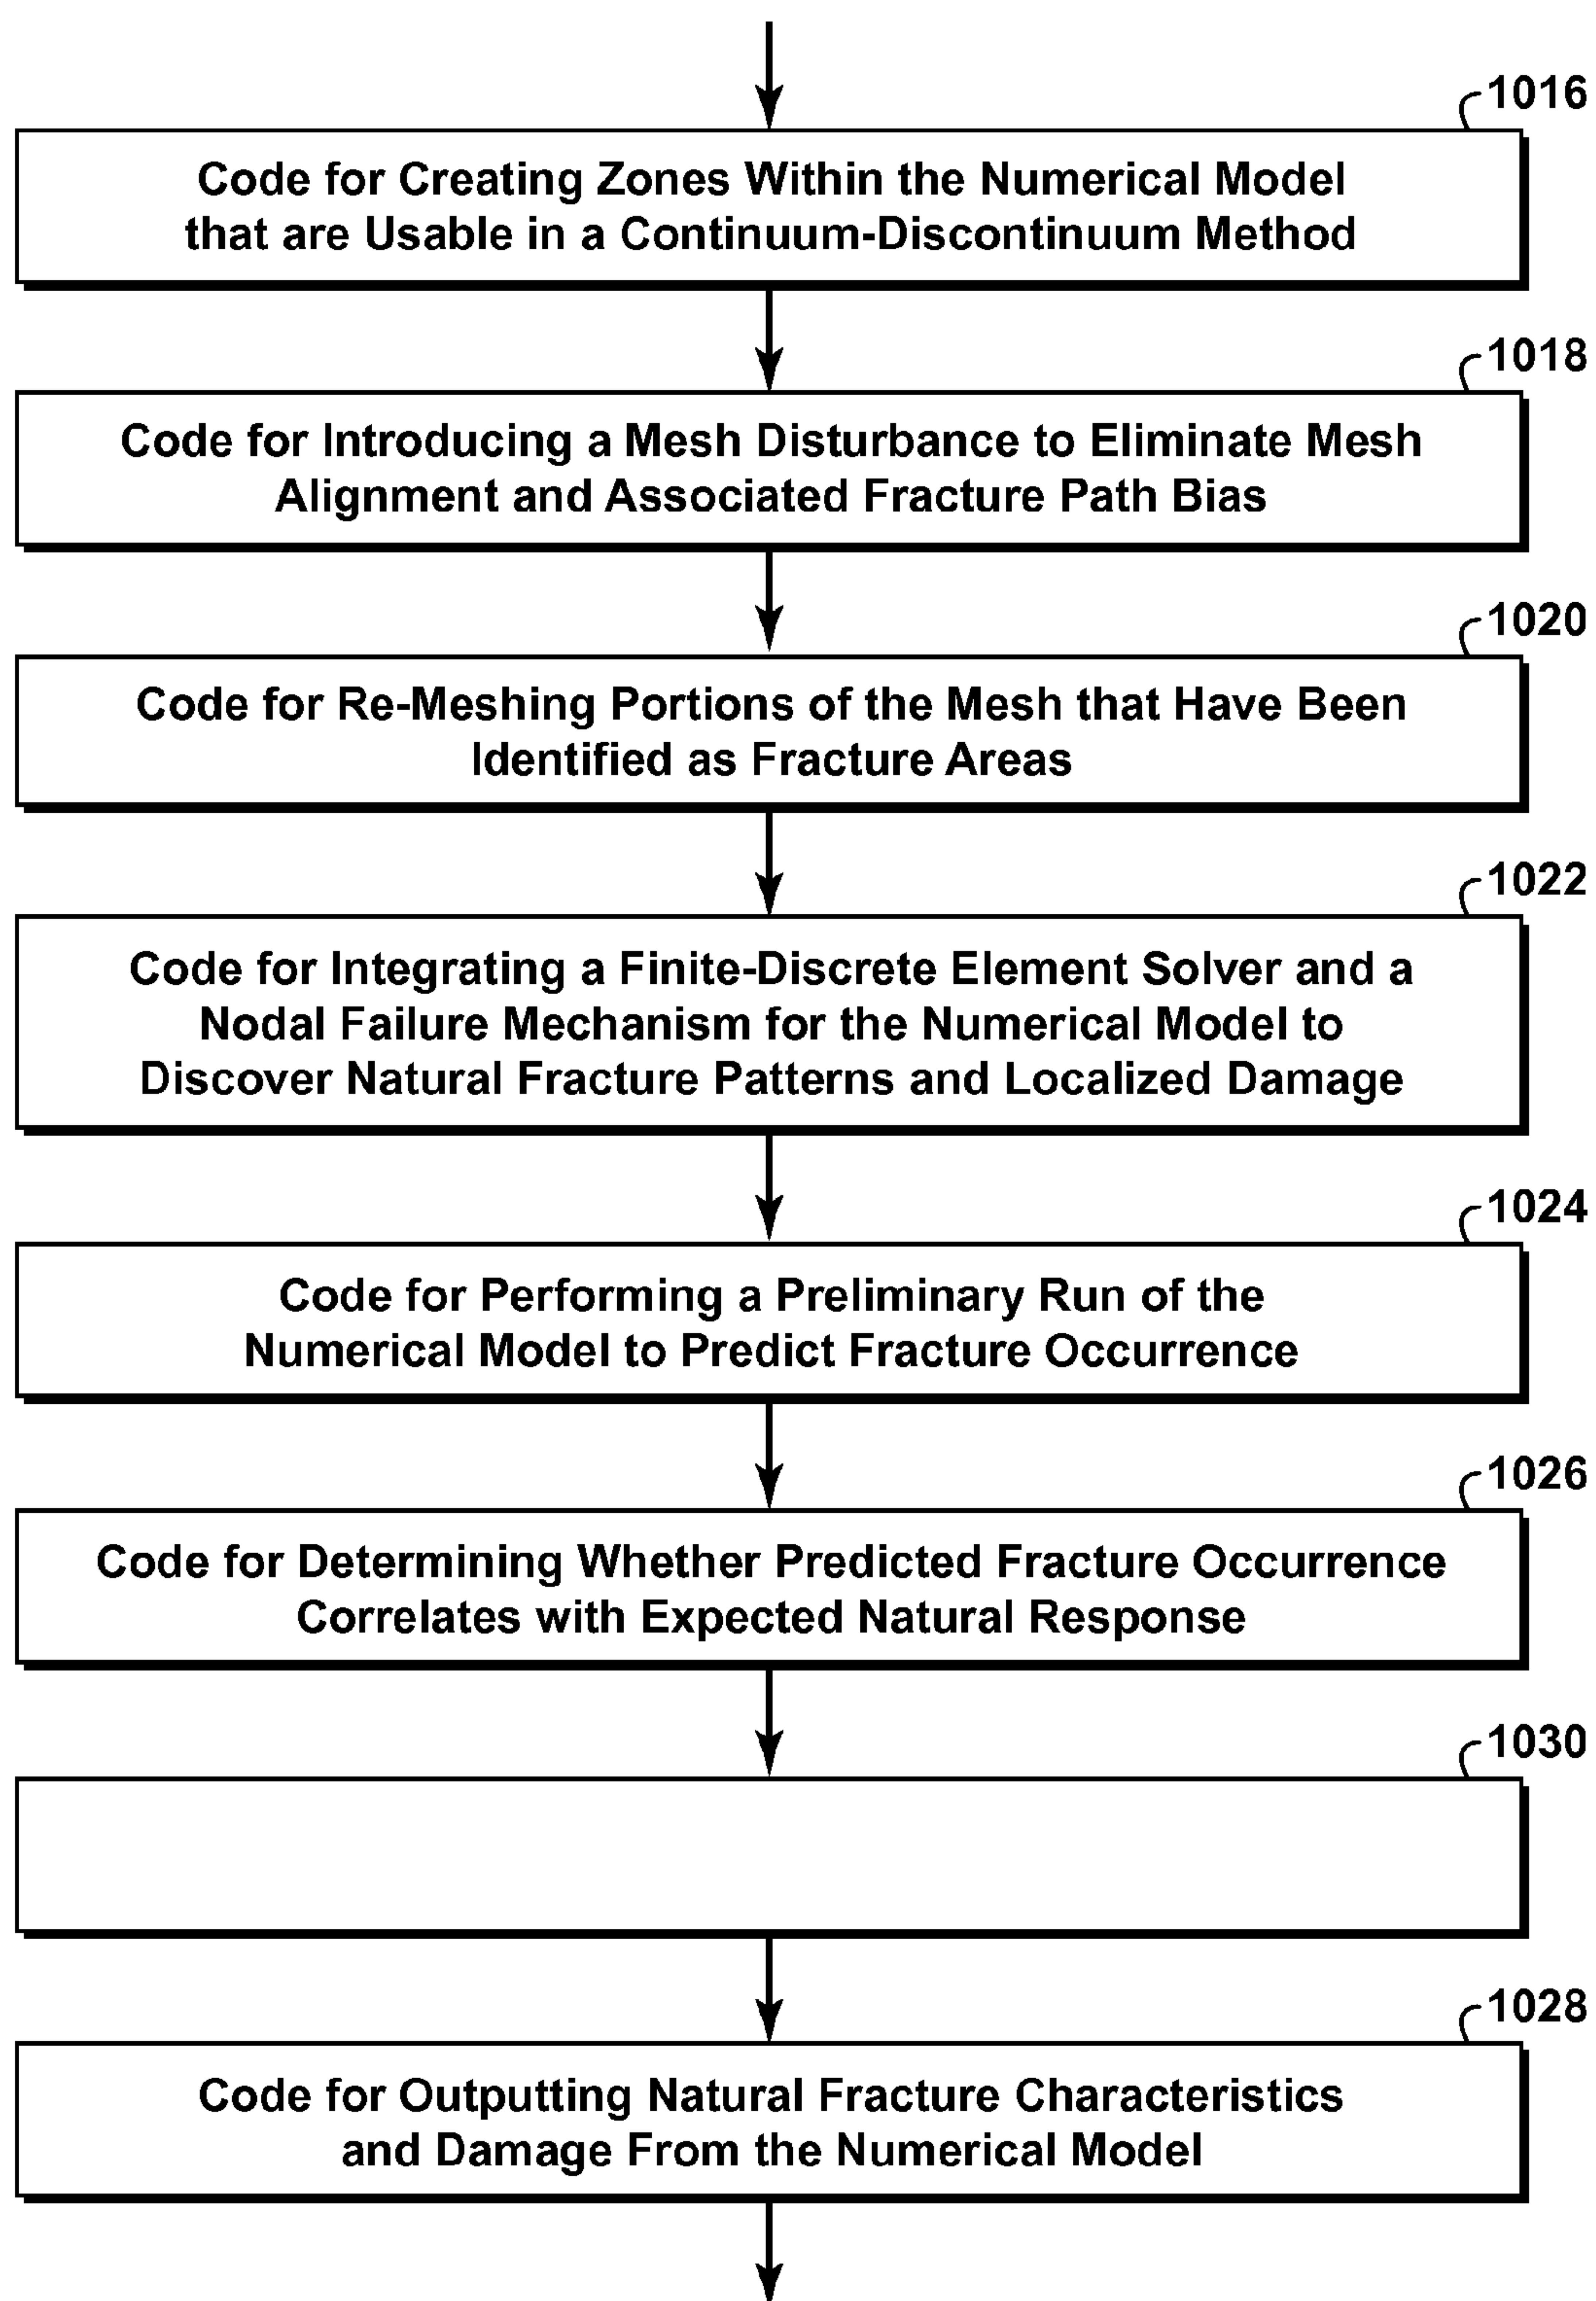 1016
Code for Creating Zones Within the Numerical Model
that are Usable in a Continuum-Discontinuum Method
1018
Code for Introducing a Mesh Disturbance to Eliminate Mesh
Alignment and Associated Fracture Path Bias
1020
Code for Re-Meshing Portions of the Mesh that Have Been
Identified as Fracture Areas
1022
Code for Integrating a Finite-Discrete Element Solver and a
Nodal Failure Mechanism for the Numerical Model to
Discover Natural Fracture Patterns and Localized Damage
1024
Code for Performing a Preliminary Run of the
Numerical Model to Predict Fracture Occurrence
1026
Code for Determining Whether Predicted Fracture Occurrence
Correlates with Expected Natural Response
1030
1028
Code for Outputting Natural Fracture Characteristics
and Damage From the Numerical Model